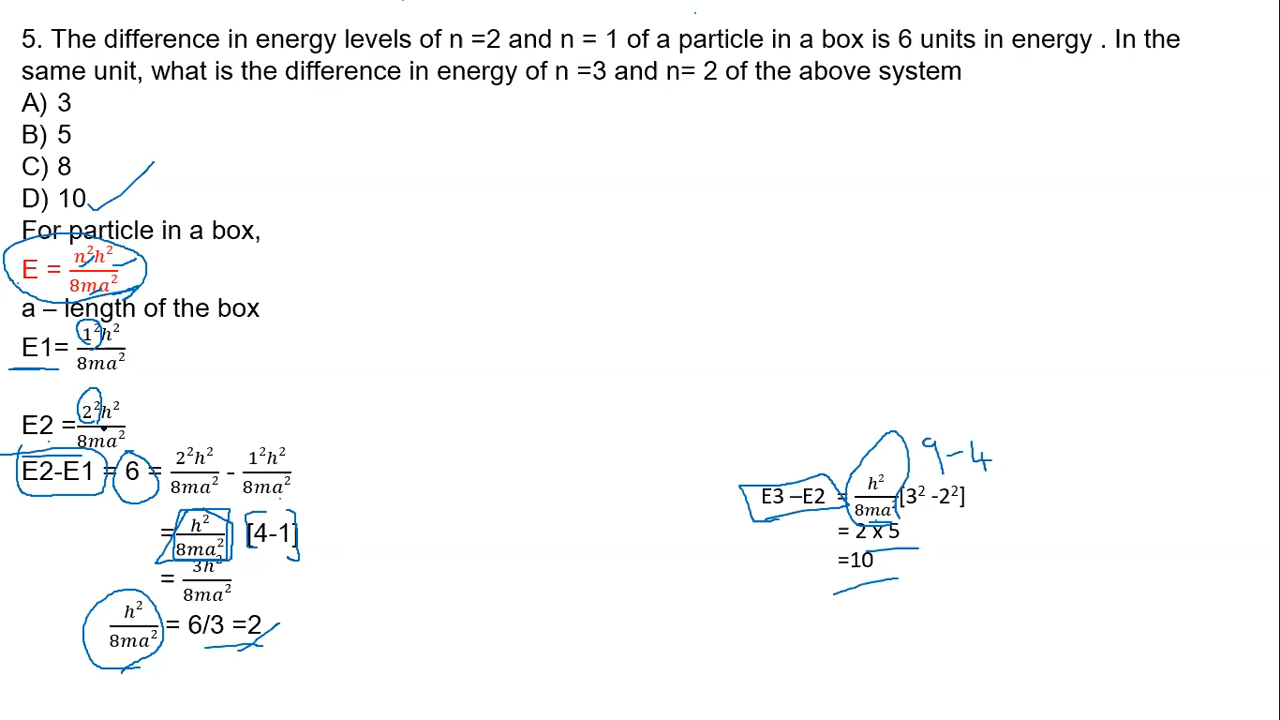 5. The difference in energy levels of n =2 and n = 1 of a particle in a box is 6 units in energy . In the
same unit, what is the difference in energy of n =3 and n= 2 of the above system
A) 3
B) 5
C) 8
D) 10
For particle in a box,
E = n²h²/8ma²
a – length of the box
E1= 1²h²/8ma²
E2 = 2²h²/8ma²
E2-E1 = 6 = 2²h²/8ma² - 1²h²/8ma²
= h²/8ma² [4-1]
= 3h²/8ma²
h²/8ma² = 6/3 =2
9-4
E3 –E2 = h²/8ma² [3² -2²]
= 2 x 5
=10